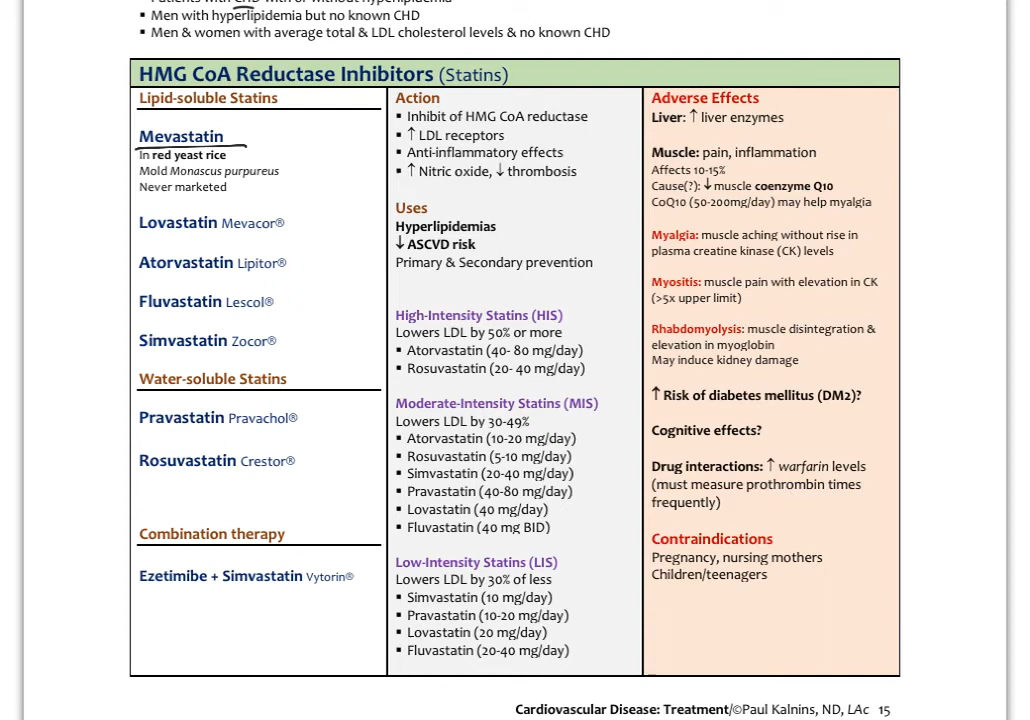 Patients with CHD with or without hyperlipidemia
▪ Men with hyperlipidemia but no known CHD
▪ Men & women with average total & LDL cholesterol levels & no known CHD
HMG CoA Reductase Inhibitors (Statins)
Lipid-soluble Statins
Mevastatin
In red yeast rice
Mold Monascus purpureus
Never marketed
Lovastatin Mevacor®
Atorvastatin Lipitor®
Fluvastatin Lescol®
Simvastatin Zocor®
Water-soluble Statins
Pravastatin Pravachol®
Rosuvastatin Crestor®
Combination therapy
Ezetimibe + Simvastatin Vytorin®
Action
▪ Inhibit of HMG CoA reductase
▪ ↑ LDL receptors
▪ Anti-inflammatory effects
▪ ↑ Nitric oxide, ↓ thrombosis
Uses
Hyperlipidemias
↓ ASCVD risk
Primary & Secondary prevention
High-Intensity Statins (HIS)
Lowers LDL by 50% or more
▪ Atorvastatin (40- 80 mg/day)
▪ Rosuvastatin (20- 40 mg/day)
Moderate-Intensity Statins (MIS)
Lowers LDL by 30-49%
▪ Atorvastatin (10-20 mg/day)
▪ Rosuvastatin (5-10 mg/day)
▪ Simvastatin (20-40 mg/day)
▪ Pravastatin (40-80 mg/day)
▪ Lovastatin (40 mg/day)
▪ Fluvastatin (40 mg BID)
Low-Intensity Statins (LIS)
Lowers LDL by 30% of less
▪ Simvastatin (10 mg/day)
▪ Pravastatin (10-20 mg/day)
▪ Lovastatin (20 mg/day)
▪ Fluvastatin (20-40 mg/day)
Adverse Effects
Liver: ↑ liver enzymes
Muscle: pain, inflammation
Affects 10-15%
Cause(?): ↓ muscle coenzyme Q10
CoQ10 (50-200mg/day) may help myalgia
Myalgia: muscle aching without rise in
plasma creatine kinase (CK) levels
Myositis: muscle pain with elevation in CK
(>5x upper limit)
Rhabdomyolysis: muscle disintegration &
elevation in myoglobin
May induce kidney damage
↑ Risk of diabetes mellitus (DM2)?
Cognitive effects?
Drug interactions: ↑ warfarin levels
(must measure prothrombin times
frequently)
Contraindications
Pregnancy, nursing mothers
Children/teenagers
Cardiovascular Disease: Treatment/©Paul Kalnins, ND, LAc 15